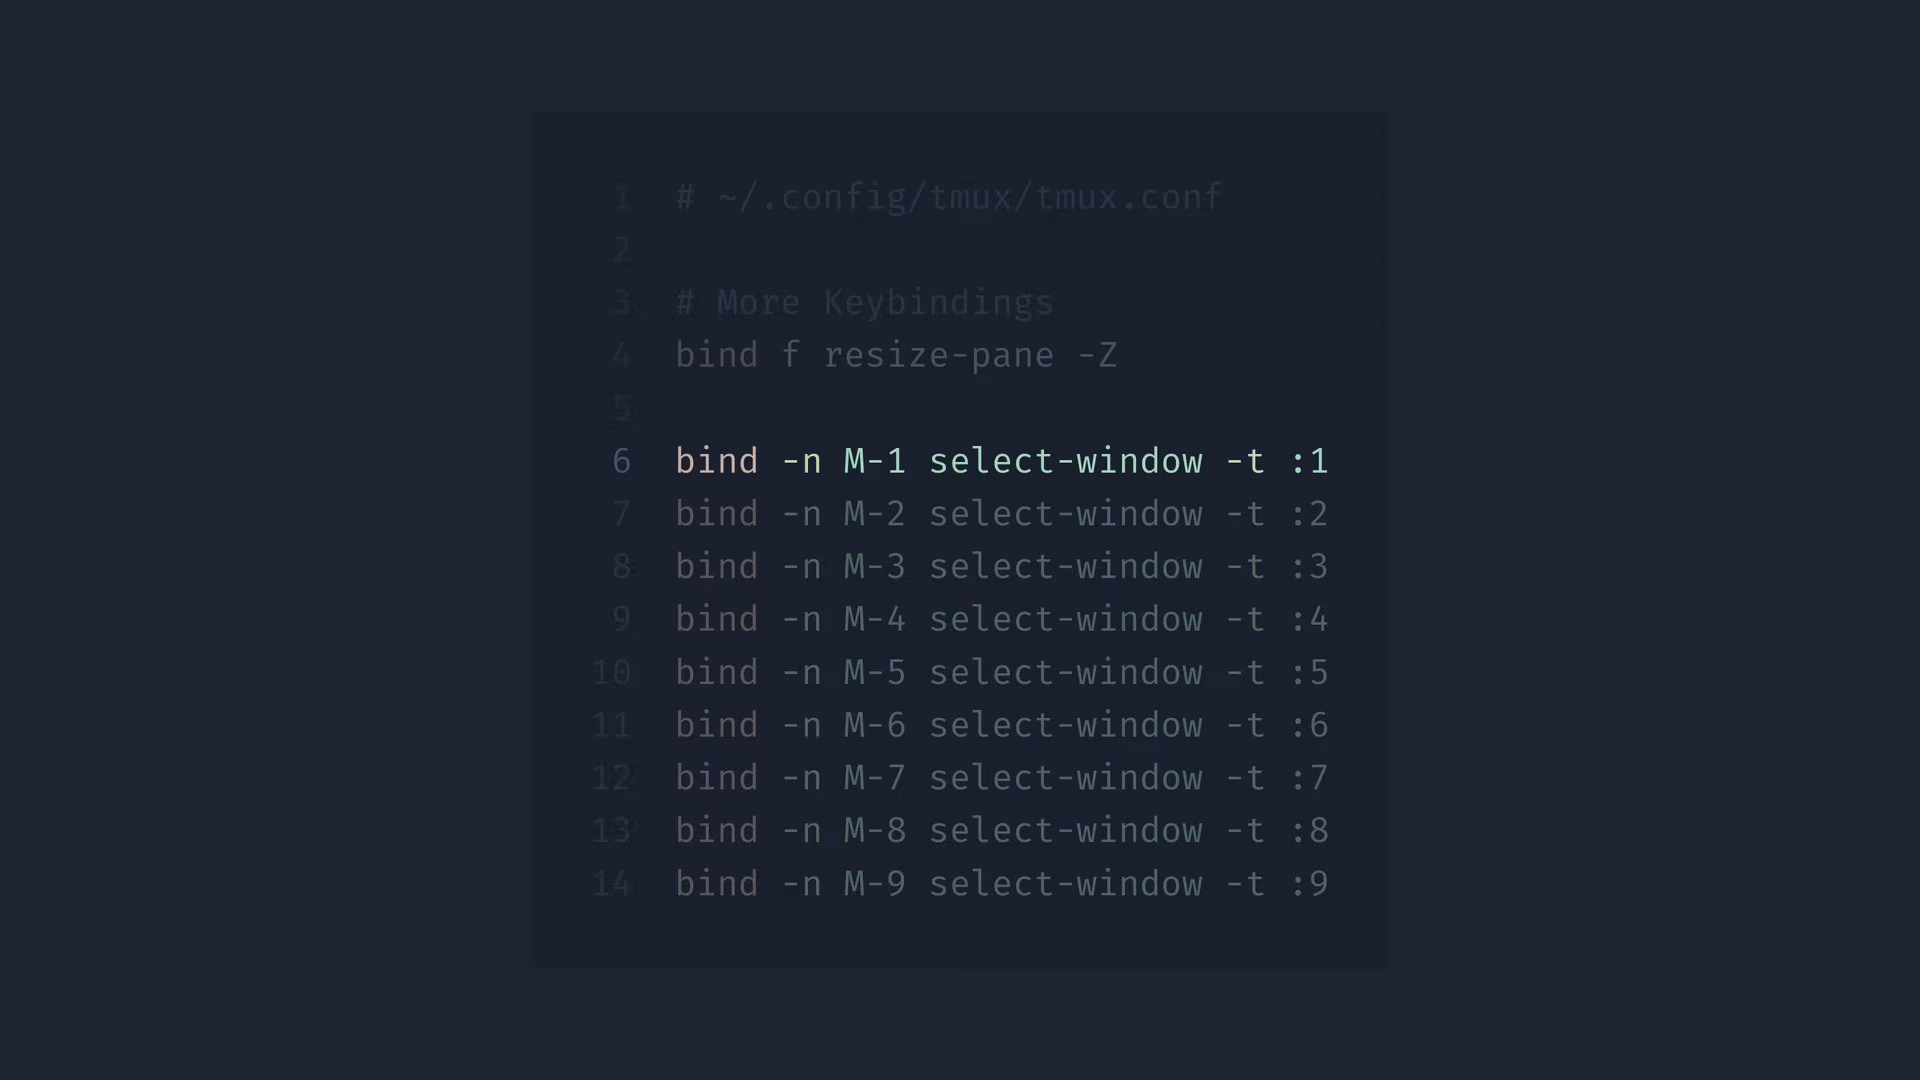 1 # ~/.config/tmux/tmux.conf
2
3 # More Keybindings
4 bind f resize-pane -Z
5
6 bind -n M-1 select-window -t :1
7 bind -n M-2 select-window -t :2
8 bind -n M-3 select-window -t :3
9 bind -n M-4 select-window -t :4
10 bind -n M-5 select-window -t :5
11 bind -n M-6 select-window -t :6
12 bind -n M-7 select-window -t :7
13 bind -n M-8 select-window -t :8
14 bind -n M-9 select-window -t :9